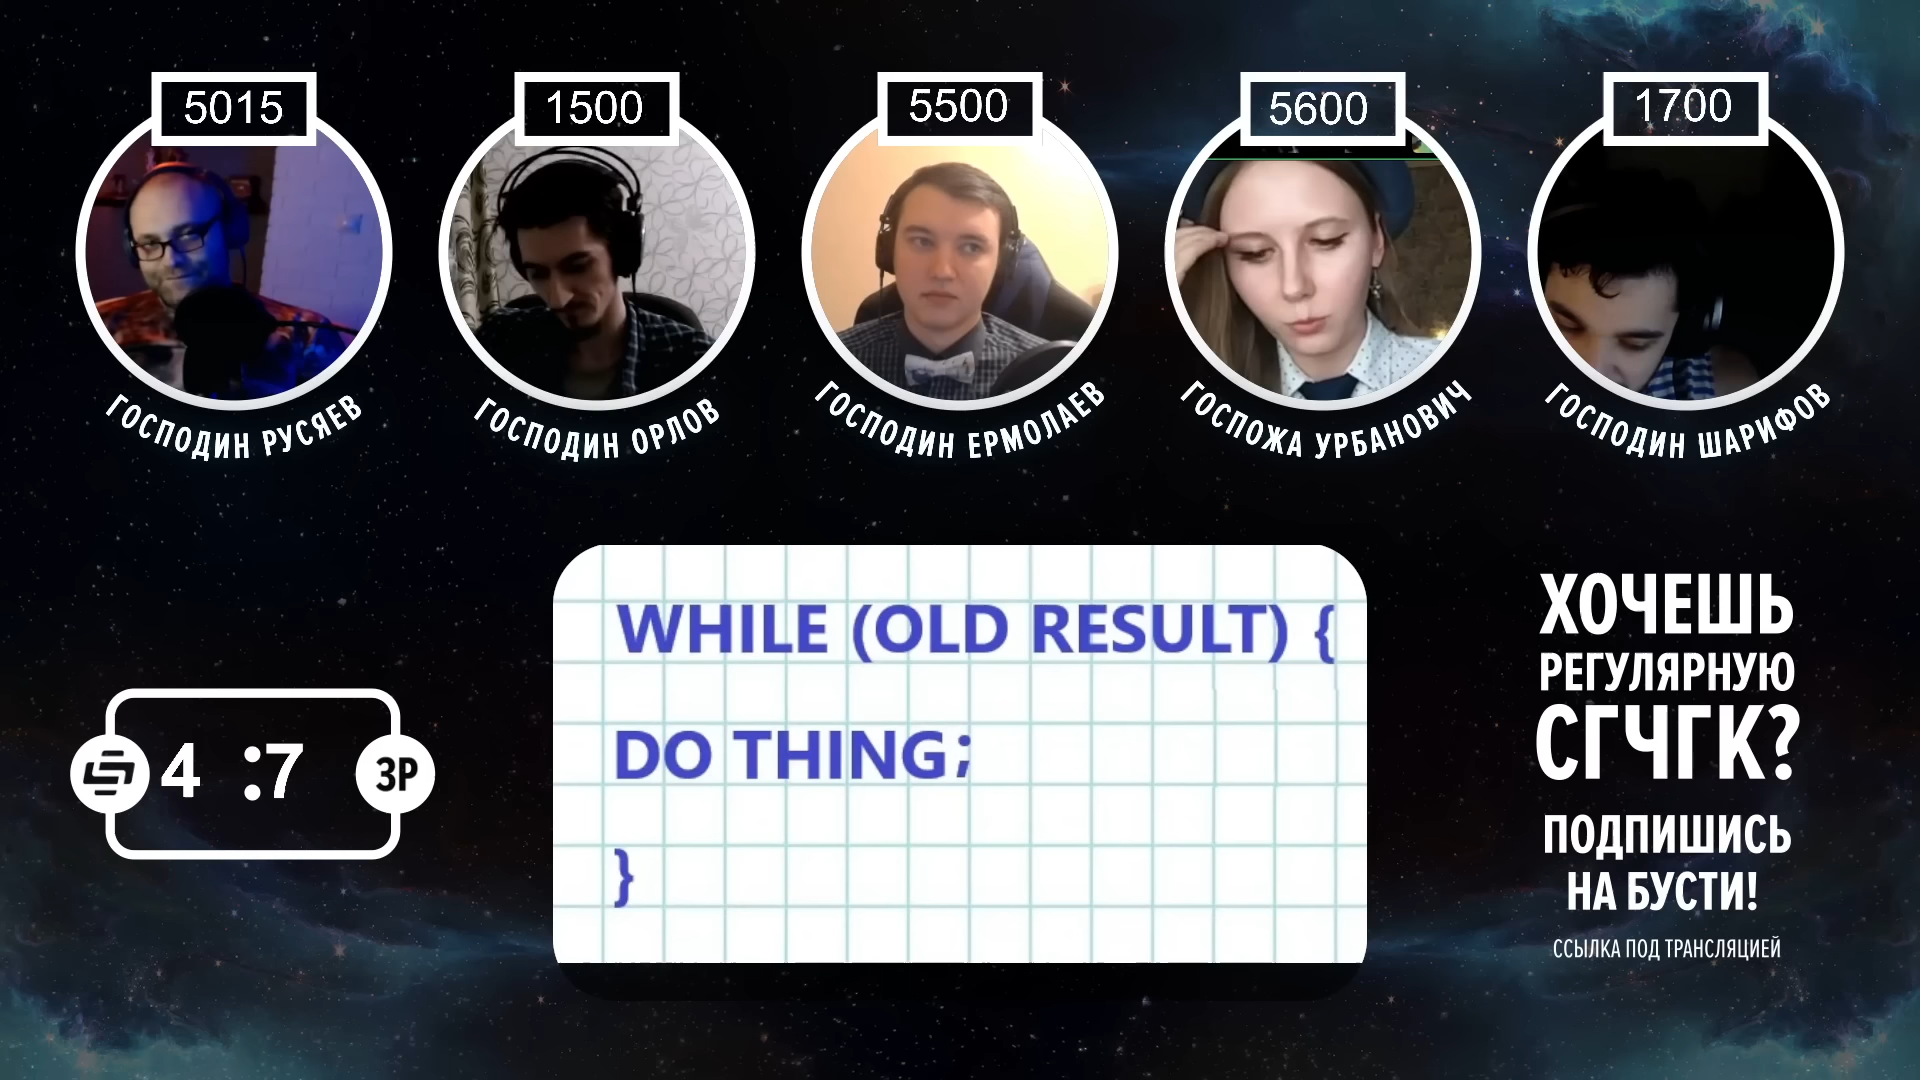 5015
1500
5500
5600
1700
ГОСПОДИН РУСЯЕВ
ГОСПОДИН ОРЛОВ
ГОСПОДИН ЕРМОЛАЕВ
ГОСПОЖА УРБАНОВИЧ
ГОСПОДИН ШАРИФОВ
4 :7 ЗР
WHILE (OLD RESULT) {
DO THING;
}
ХОЧЕШЬ
РЕГУЛЯРНУЮ
СГЧГК?
ПОДПИШИСЬ
НА БУСТИ!
ССЫЛКА ПОД ТРАНСЛЯЦИЕЙ